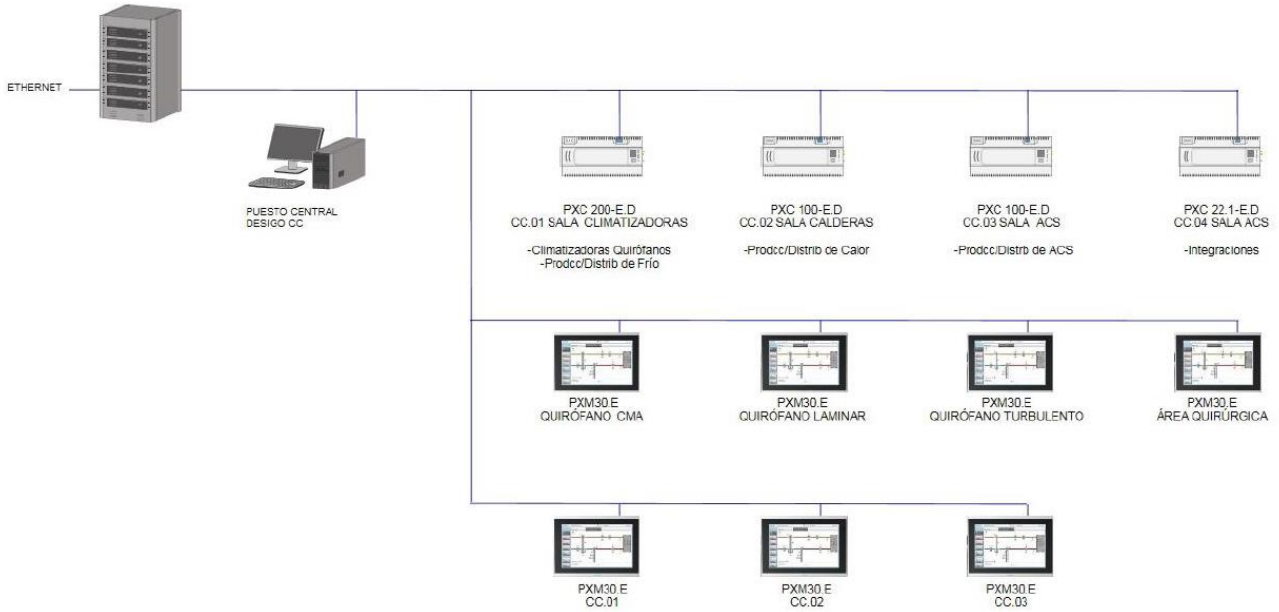 ETHERNET
PUESTO CENTRAL
DESIGO CC
PXC 200-E.D
CC.01 SALA CLIMATIZADORAS
-Climatizadoras Quirófanos
-Prodcc/Distrib de Frío
PXC 100-E.D
CC.02 SALA CALDERAS
-Prodcc/Distrib de Calor
PXC 100-E.D
CC.03 SALA ACS
-Prodcc/Distrb de ACS
PXC 22.1-E.D
CC.04 SALA ACS
-Integraciones
PXM30.E
QUIRÓFANO CMA
PXM30.E
QUIRÓFANO LAMINAR
PXM30.E
QUIRÓFANO TURBULENTO
PXM30.E
ÁREA QUIRÚRGICA
PXM30.E
CC.01
PXM30.E
CC.02
PXM30.E
CC.03